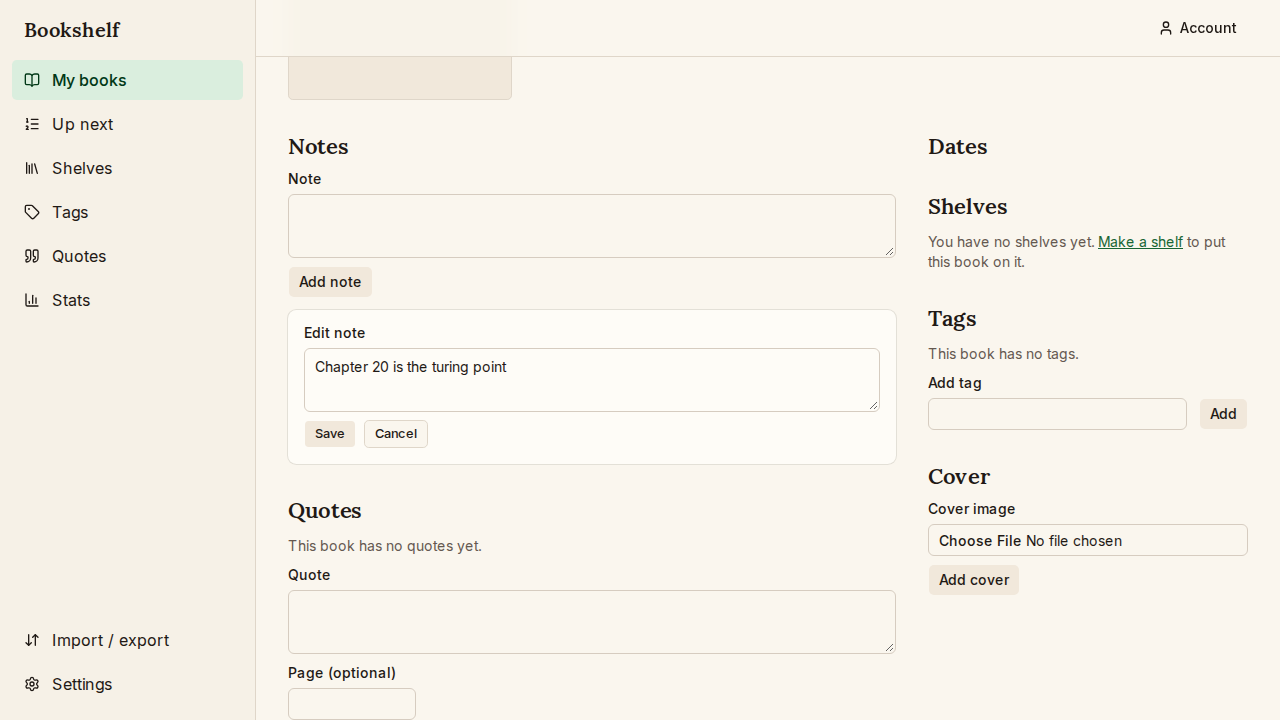 Bookshelf
My books
Up next
Shelves
Tags
Quotes
Stats
Import / export
Settings
Account
Notes
Note
Add note
Edit note
Chapter 20 is the turing point
Save
Cancel
Quotes
This book has no quotes yet.
Quote
Page (optional)
Dates
Shelves
You have no shelves yet. Make a shelf to put
this book on it.
Tags
This book has no tags.
Add tag
Add
Cover
Cover image
Choose File No file chosen
Add cover